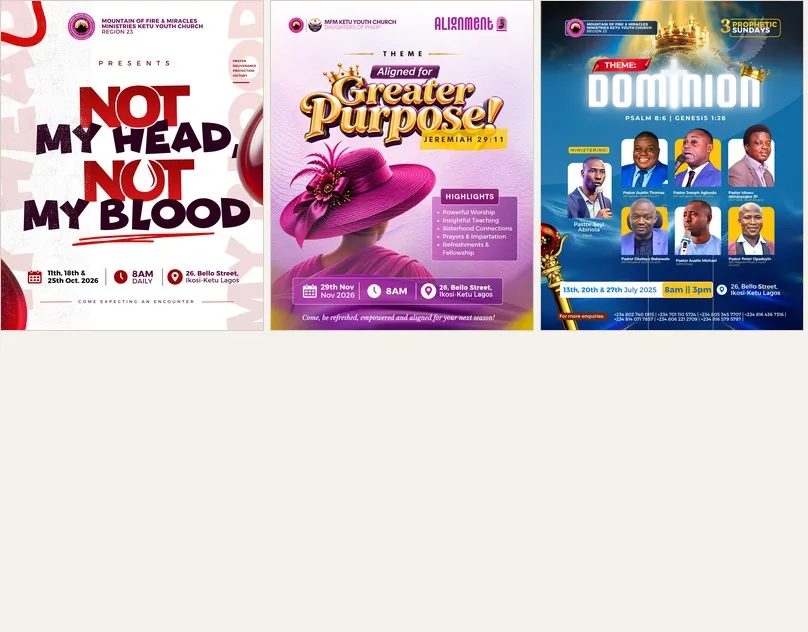 MOUNTAIN OF FIRE & MIRACLES
MINISTRIES KETU YOUTH CHURCH
REGION 23
PRESENTS
PRAYER
DELIVERANCE
PROTECTION
VICTORY
NOT
MY HEAD,
NOT
MY BLOOD
11th, 18th &
25th Oct. 2026
8AM
DAILY
26, Bello Street,
Ikosi-Ketu Lagos
COME EXPECTING AN ENCOUNTER
MFM KETU YOUTH CHURCH
DAUGHTERS OF PHILIP
ALIGNMENT
THEME
Aligned for
Greater
Purpose!
JEREMIAH 29:11
HIGHLIGHTS
• Powerful Worship
• Insightful Teaching
• Sisterhood Connections
• Prayers & Impartation
• Refreshments &
Fellowship
29th Nov
Nov 2026
8AM
26, Bello Street,
Ikosi-Ketu Lagos
Come, be refreshed, empowered and aligned for your next season!
MOUNTAIN OF FIRE & MIRACLES
MINISTRIES KETU YOUTH CHURCH
REGION 23
3 PROPHETIC
SUNDAYS
THEME:
DOMINION
PSALM 8:6 | GENESIS 1:26
MINISTERING:
Pastor Seyi
Abiriola
Pastor Austin Thomas
Pastor Joseph Agboola
Pastor Oladayo Bakawale
Pastor Austin Michael
Pastor Peter Opadoyin
13th, 20th & 27th July 2025
8am || 3pm
26, Bello Street,
Ikosi-Ketu Lagos
For more enquiries: